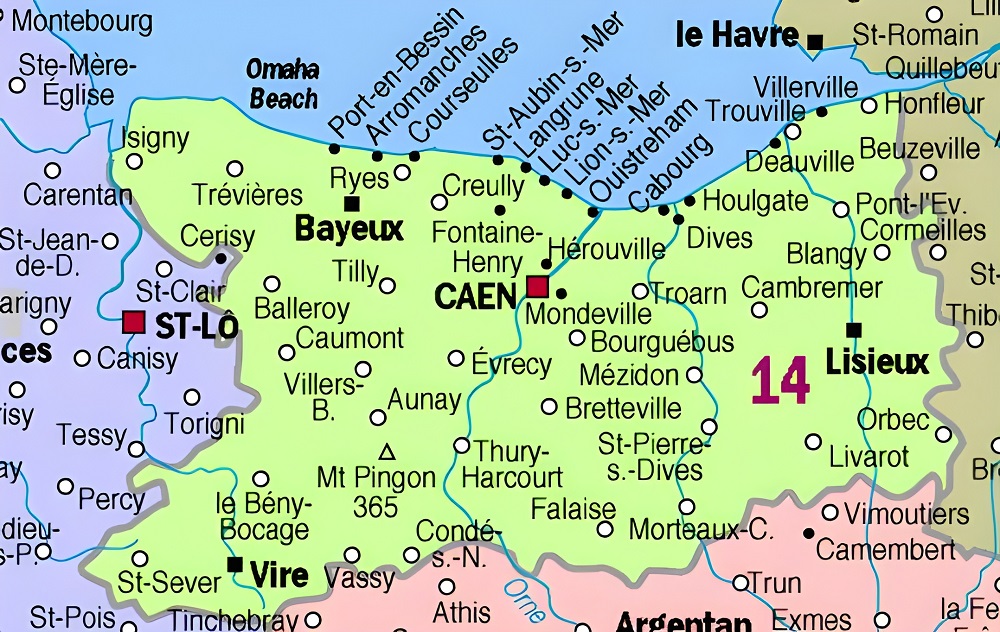 Montebourg
Ste-Mère-
Église
Omaha
Beach
Port-en-Bessin
Arromanches
Courseulles
St-Aubin-s.-Mer
Langrune
Luc-s.-Mer
Lion-s.-Mer
Ouistreham
Cabourg
le Havre
St-Romain
Quillebeuf
Villerville
Trouville
Honfleur
Deauville
Beuzeville
Isigny
Carentan
Trévières
Ryes
Creully
Bayeux
Houlgate
Pont-l'Ev.
Cormeilles
St-Jean-
de-D.
Cerisy
Fontaine-
Henry
Hérouville
Dives
Blangy
St-Clair
Tilly
CAEN
Troarn
Cambremer
St-
arigny
Balleroy
Mondeville
Thibe
ST-LÔ
Caumont
Bourguébus
ces
Canisy
Évrecy
Mézidon
14
Lisieux
Villers-
B.
Aunay
Bretteville
risy
Torigni
Orbec
Tessy
Thury-
Harcourt
St-Pierre-
s.-Dives
Livarot
ay
Mt Pingon
365
Br
Percy
le Bény-
Bocage
Falaise
Morteaux-C.
Vimoutiers
dieu-
s-P.
Condé-
s.-N.
Camembert
St-Sever
Vire
Vassy
Trun
St-Pois
Tinchebray
Athis
Orne
Argentan
Exmes
la Fe